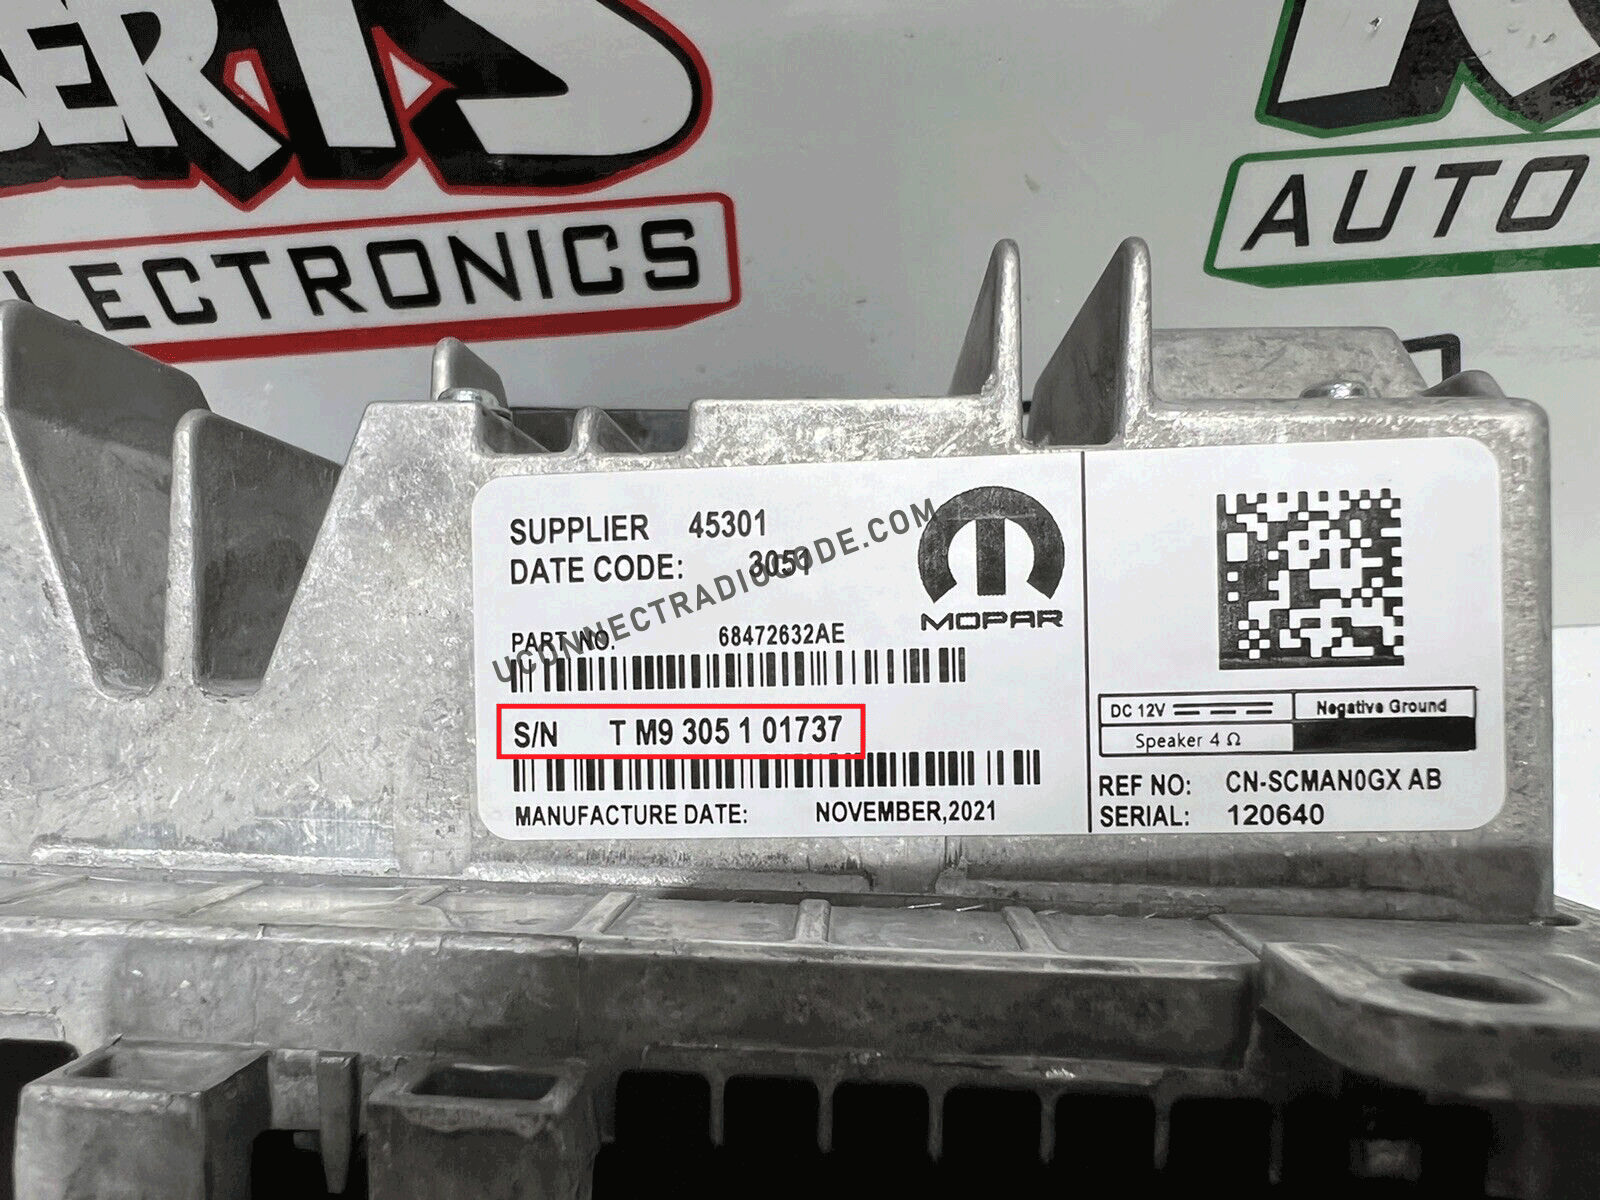 BERT'S
ELECTRONICS
AUTO
SUPPLIER 45301
DATE CODE: 3051
UCONNECTRADIOCODE.COM
MOPAR
PART NO. 68472632AE
S/N T M9 305 1 01737
MANUFACTURE DATE: NOVEMBER,2021
DC 12V
Negative Ground
Speaker 4 Ω
REF NO: CN-SCMAN0GX AB
SERIAL: 120640